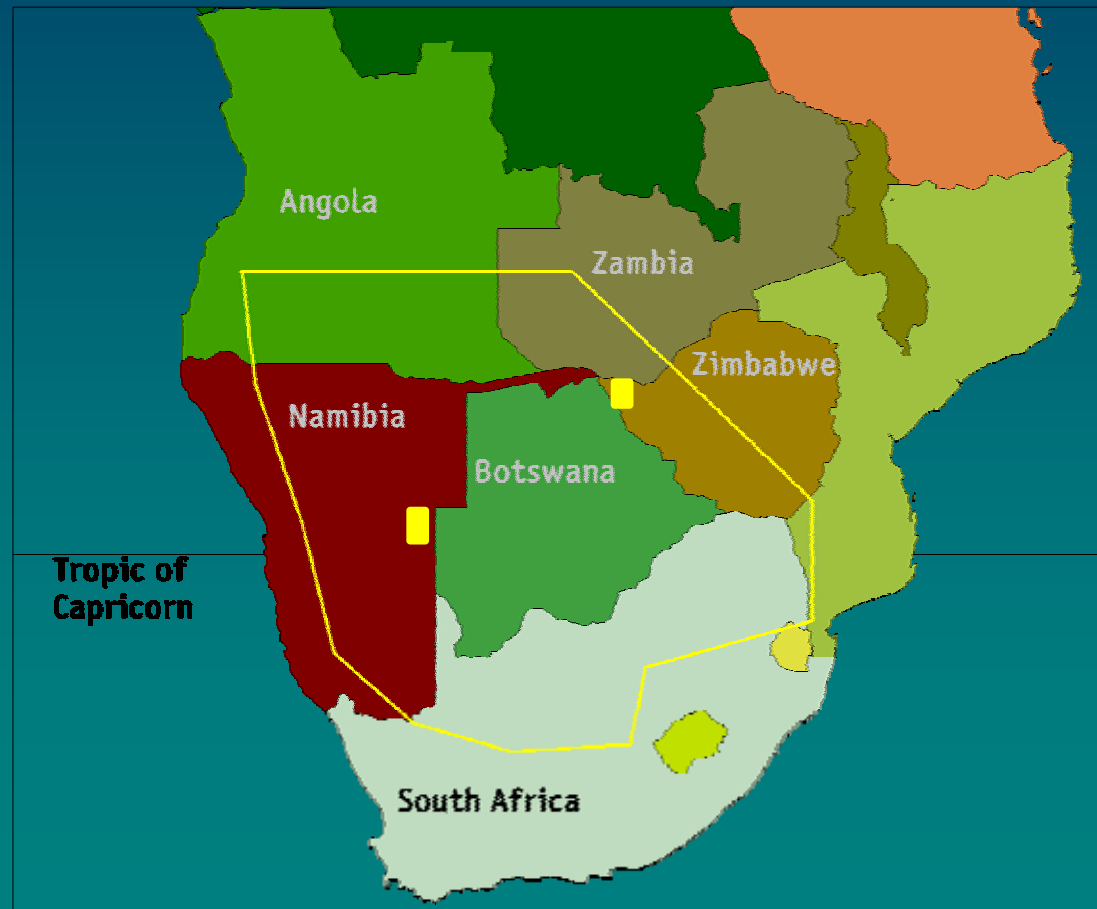 Angola
Zambia
Zimbabwe
Namibia
Botswana
Tropic of
Capricorn
South Africa